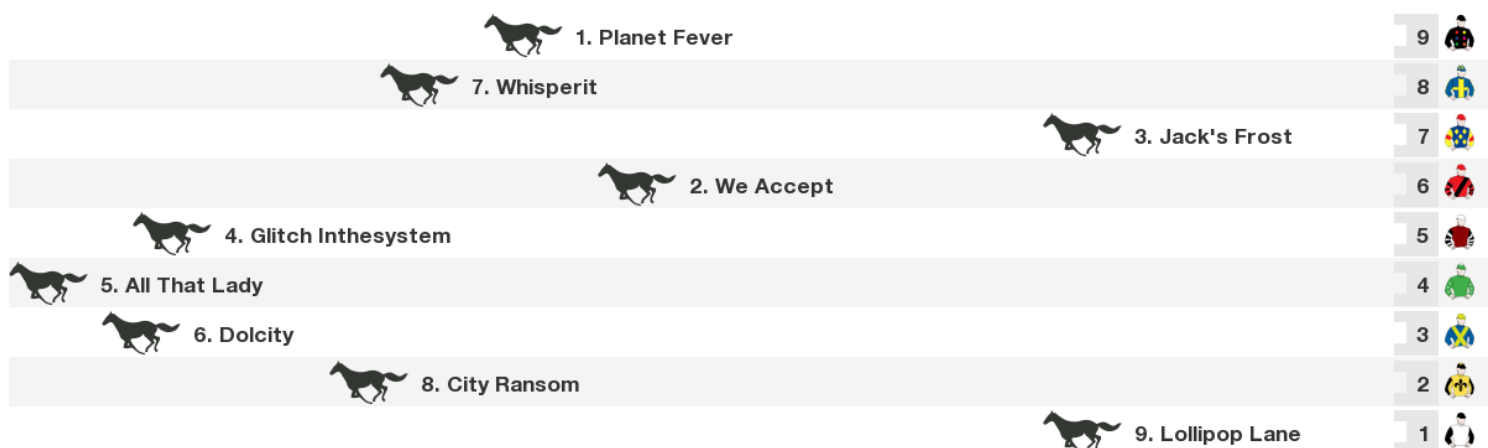 1. Planet Fever 9
7. Whisperit 8
3. Jack's Frost 7
2. We Accept 6
4. Glitch Inthesystem 5
5. All That Lady 4
6. Dolcity 3
8. City Ransom 2
9. Lollipop Lane 1